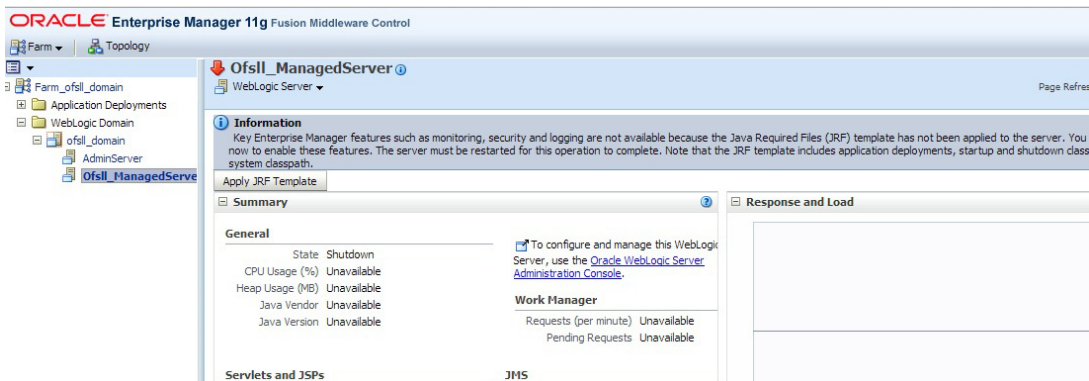 ORACLE Enterprise Manager 11g Fusion Middleware Control
Farm Topology
Farm_ofsll_domain
Application Deployments
WebLogic Domain
ofsll_domain
AdminServer
Ofsll_ManagedServe
Ofsll_ManagedServer
WebLogic Server
Page Refres
Information
Key Enterprise Manager features such as monitoring, security and logging are not available because the Java Required Files (JRF) template has not been applied to the server. You
now to enable these features. The server must be restarted for this operation to complete. Note that the JRF template includes application deployments, startup and shutdown class
system classpath.
Apply JRF Template
Summary
General
State Shutdown
CPU Usage (%) Unavailable
Heap Usage (MB) Unavailable
Java Vendor Unavailable
Java Version Unavailable
To configure and manage this WebLogic
Server, use the Oracle WebLogic Server
Administration Console.
Work Manager
Requests (per minute) Unavailable
Pending Requests Unavailable
Servlets and JSPs
JMS
Response and Load